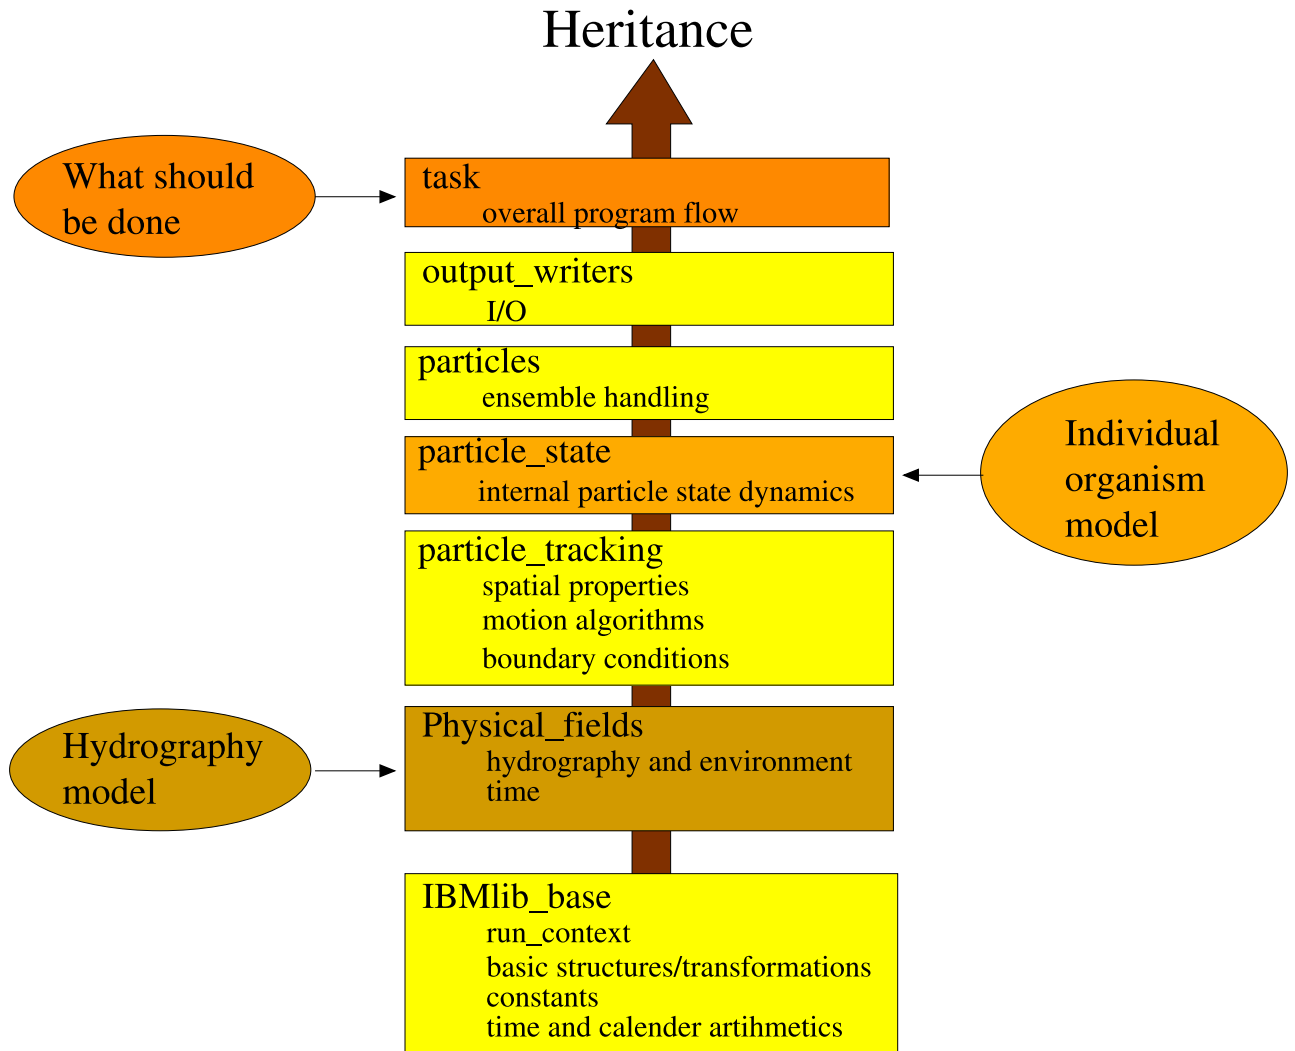 Heritance
What should
be done
task
overall program flow
output_writers
I/O
particles
ensemble handling
particle_state
internal particle state dynamics
Individual
organism
model
particle_tracking
spatial properties
motion algorithms
boundary conditions
Hydrography
model
Physical_fields
hydrography and environment
time
IBMlib_base
run_context
basic structures/transformations
constants
time and calender artihmetics